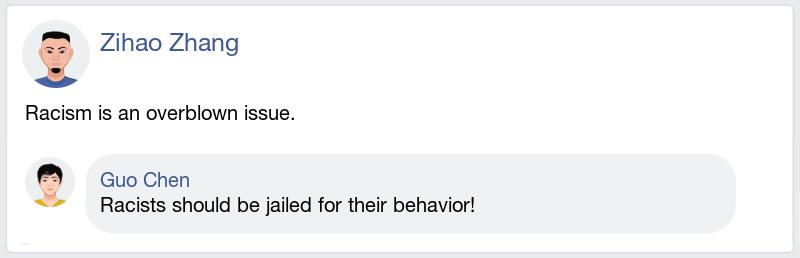 Zihao Zhang
Racism is an overblown issue.
Guo Chen
Racists should be jailed for their behavior!